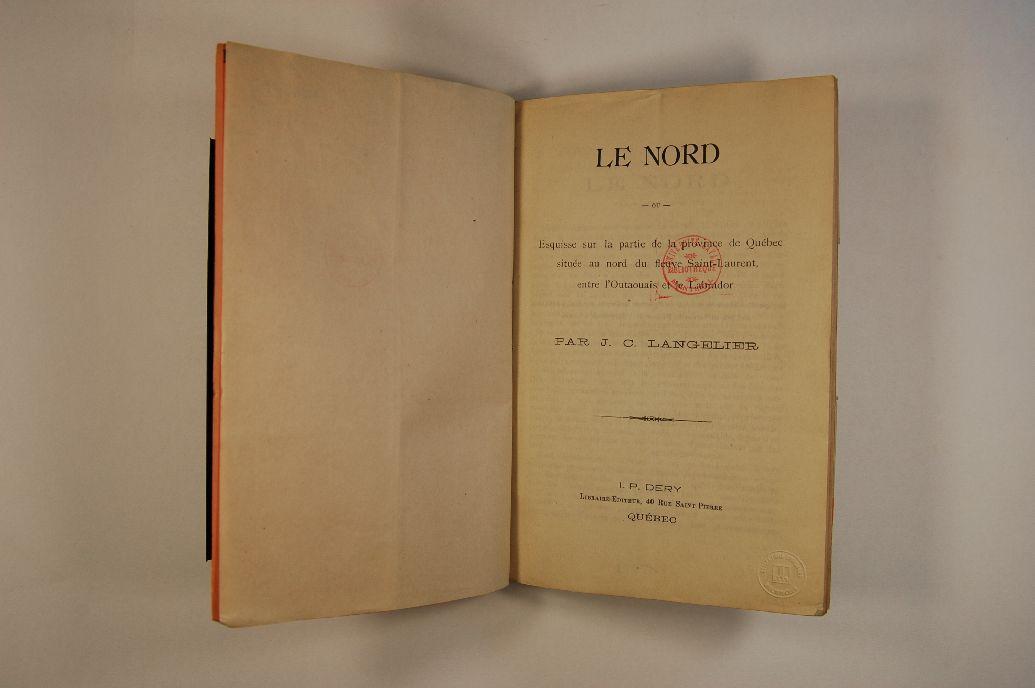 LE NORD
— OU —
Esquisse sur la partie de la province de Québec
située au nord du fleuve Saint-Laurent,
entre l'Outaouais et le Labrador
BIBLIOTHÈQUE
PAR J. C. LANGELIER
I. P. DERY
LIBRAIRE-EDITEUR, 40 RUE SAINT PIERRE
QUÉBEC